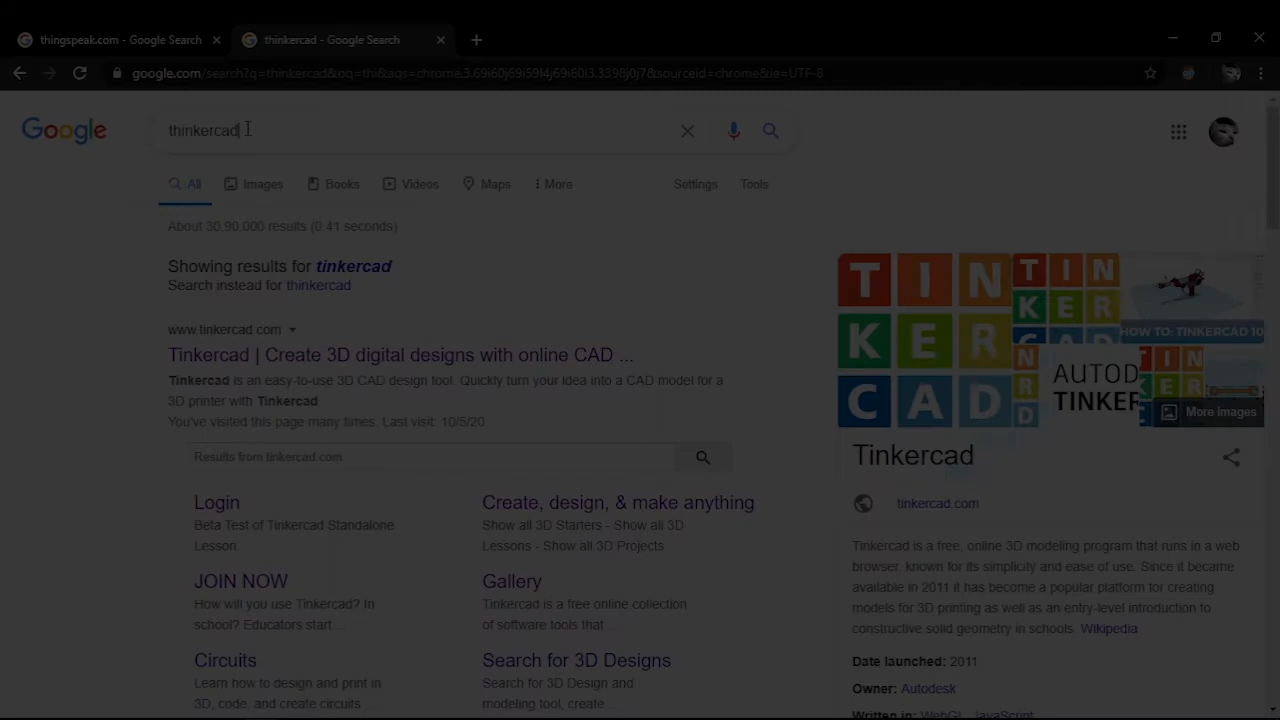 thingspeak.com - Google Search
thinkercad - Google Search
google.com/search?q=thinkercad&oq=thi&aqs=chrome.3.69i60j69i59l4j69i60l3.3398j0j7&sourceid=chrome&ie=UTF-8
Google
thinkercad
All
Images
Books
Videos
Maps
More
Settings
Tools
About 30,90,000 results (0.41 seconds)
Showing results for tinkercad
Search instead for thinkercad
www.tinkercad.com
Tinkercad | Create 3D digital designs with online CAD ...
Tinkercad is an easy-to-use 3D CAD design tool. Quickly turn your idea into a CAD model for a
3D printer with Tinkercad
You've visited this page many times. Last visit: 10/5/20
Results from tinkercad.com
Login
Beta Test of Tinkercad Standalone
Lesson.
Create, design, & make anything
Show all 3D Starters - Show all 3D
Lessons - Show all 3D Projects
JOIN NOW
How will you use Tinkercad? In
school? Educators start ...
Gallery
Tinkercad is a free online collection
of software tools that ...
Circuits
Learn how to design and print in
3D, code, and create circuits ...
Search for 3D Designs
Search for 3D Design and
modeling tool, create ...
TIN
KER
CAD
TIN
KER
CAD
N
R
D
HOW TO: TINKERCAD 10
AUTOD
TINKER
TIN
KER
CAD
More Images
Tinkercad
tinkercad.com
Tinkercad is a free, online 3D modeling program that runs in a web
browser, known for its simplicity and ease of use. Since it became
available in 2011 it has become a popular platform for creating
models for 3D printing as well as an entry-level introduction to
constructive solid geometry in schools. Wikipedia
Date launched: 2011
Owner: Autodesk
Written in: WebGL, JavaScript